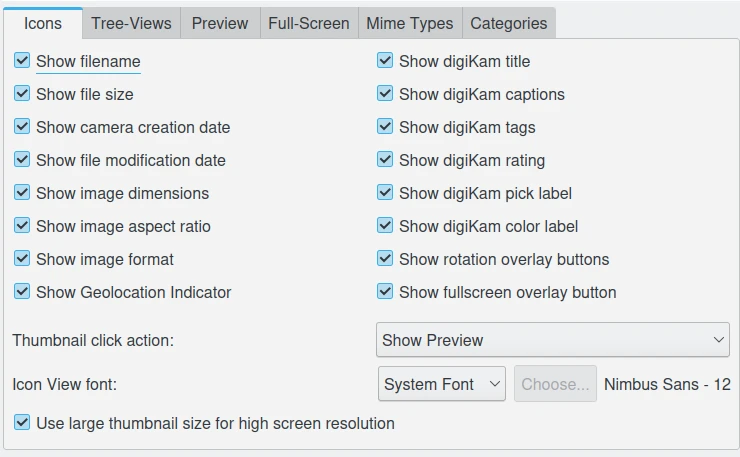 Icons Tree-Views Preview Full-Screen Mime Types Categories
Show filename Show digiKam title
Show file size Show digiKam captions
Show camera creation date Show digiKam tags
Show file modification date Show digiKam rating
Show image dimensions Show digiKam pick label
Show image aspect ratio Show digiKam color label
Show image format Show rotation overlay buttons
Show Geolocation Indicator Show fullscreen overlay button
Thumbnail click action: Show Preview
Icon View font: System Font Choose... Nimbus Sans - 12
Use large thumbnail size for high screen resolution